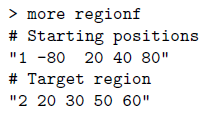 > more regionf
# Starting positions
"1 -80  20 40 80"
# Target region
"2 20 30 50 60"